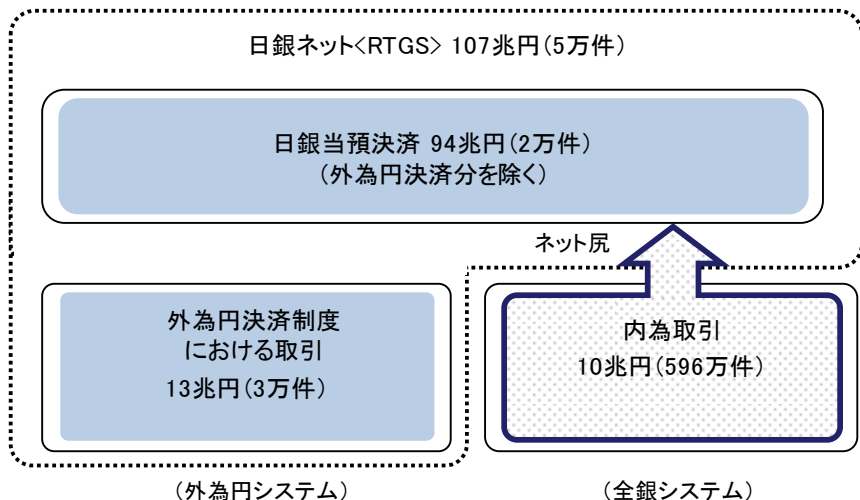 日銀ネット<RTGS> 107兆円(5万件)
日銀当預決済 94兆円(2万件)
(外為円決済分を除く)
ネット尻
外為円決済制度
における取引
13兆円(3万件)
内為取引
10兆円(596万件)
(外為円システム)
(全銀システム)